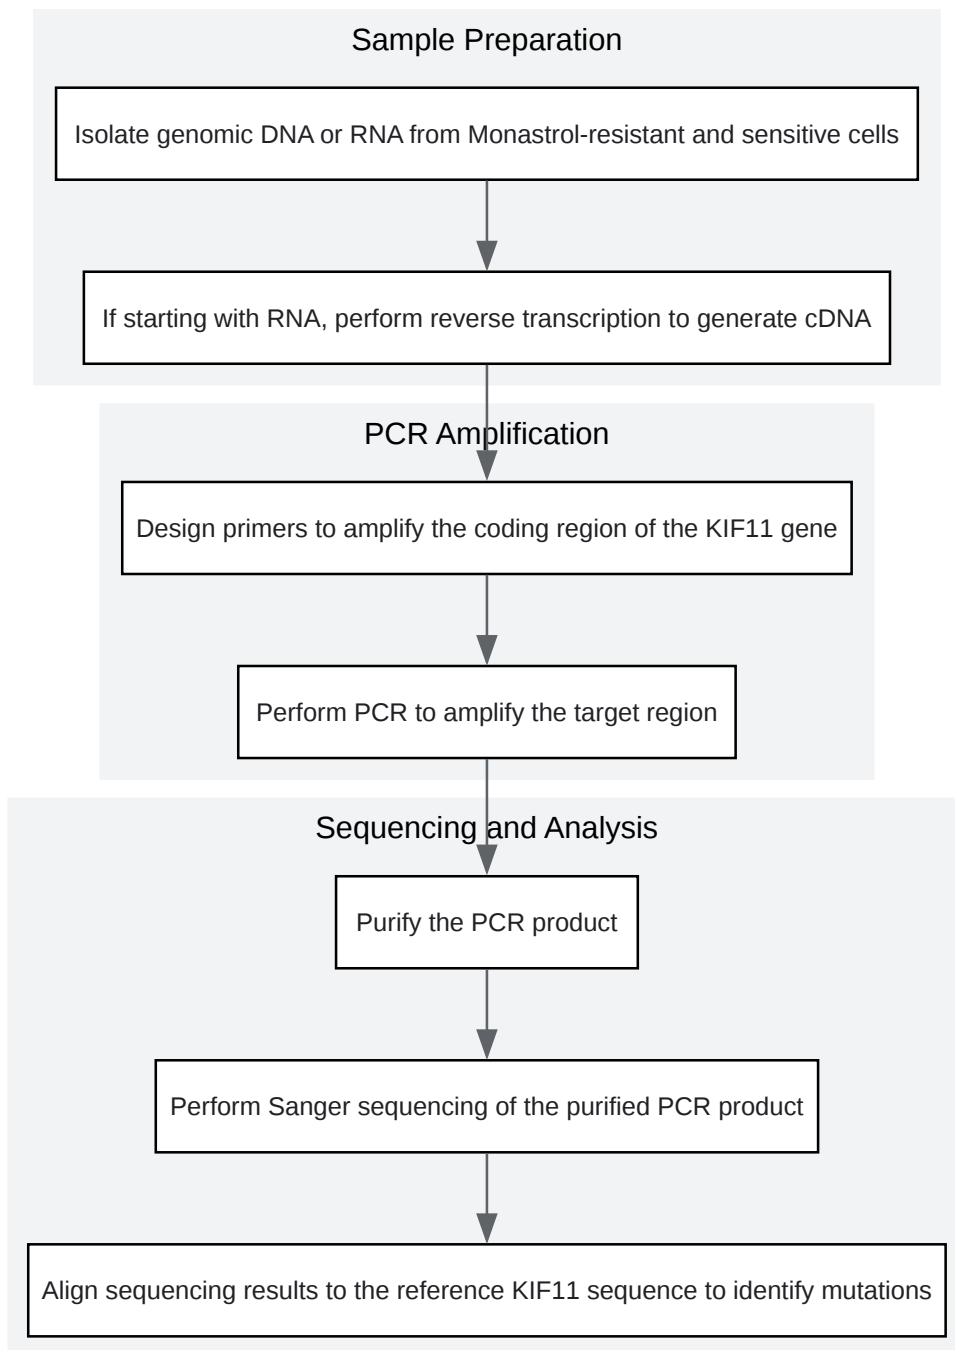 Sample Preparation
Isolate genomic DNA or RNA from Monastrol-resistant and sensitive cells
If starting with RNA, perform reverse transcription to generate cDNA
PCR Amplification
Design primers to amplify the coding region of the KIF11 gene
Perform PCR to amplify the target region
Sequencing and Analysis
Purify the PCR product
Perform Sanger sequencing of the purified PCR product
Align sequencing results to the reference KIF11 sequence to identify mutations